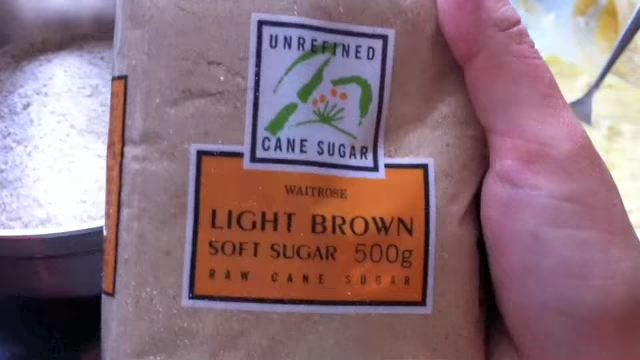 UNREFINED
CANE SUGAR
WAITROSE
LIGHT BROWN
SOFT SUGAR 500g
RAW CANE SUGAR